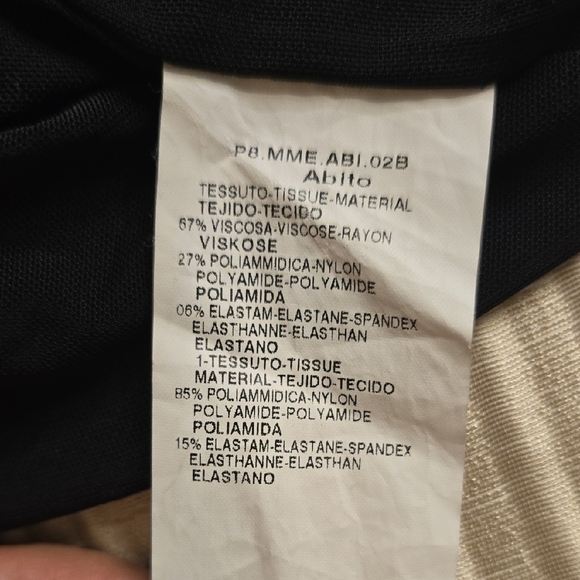 P8.MME.ABI.02B
Abito
TESSUTO-TISSUE-MATERIAL
TEJIDO-TECIDO
67% VISCOSA-VISCOSE-RAYON
VISKOSE
27% POLIAMMIDICA-NYLON
POLYAMIDE-POLYAMIDE
POLIAMIDA
06% ELASTAM-ELASTANE-SPANDEX
ELASTHANNE-ELASTHAN
ELASTANO
1-TESSUTO-TISSUE
MATERIAL-TEJIDO-TECIDO
85% POLIAMMIDICA-NYLON
POLYAMIDE-POLYAMIDE
POLIAMIDA
15% ELASTAM-ELASTANE-SPANDEX
ELASTHANNE-ELASTHAN
ELASTANO